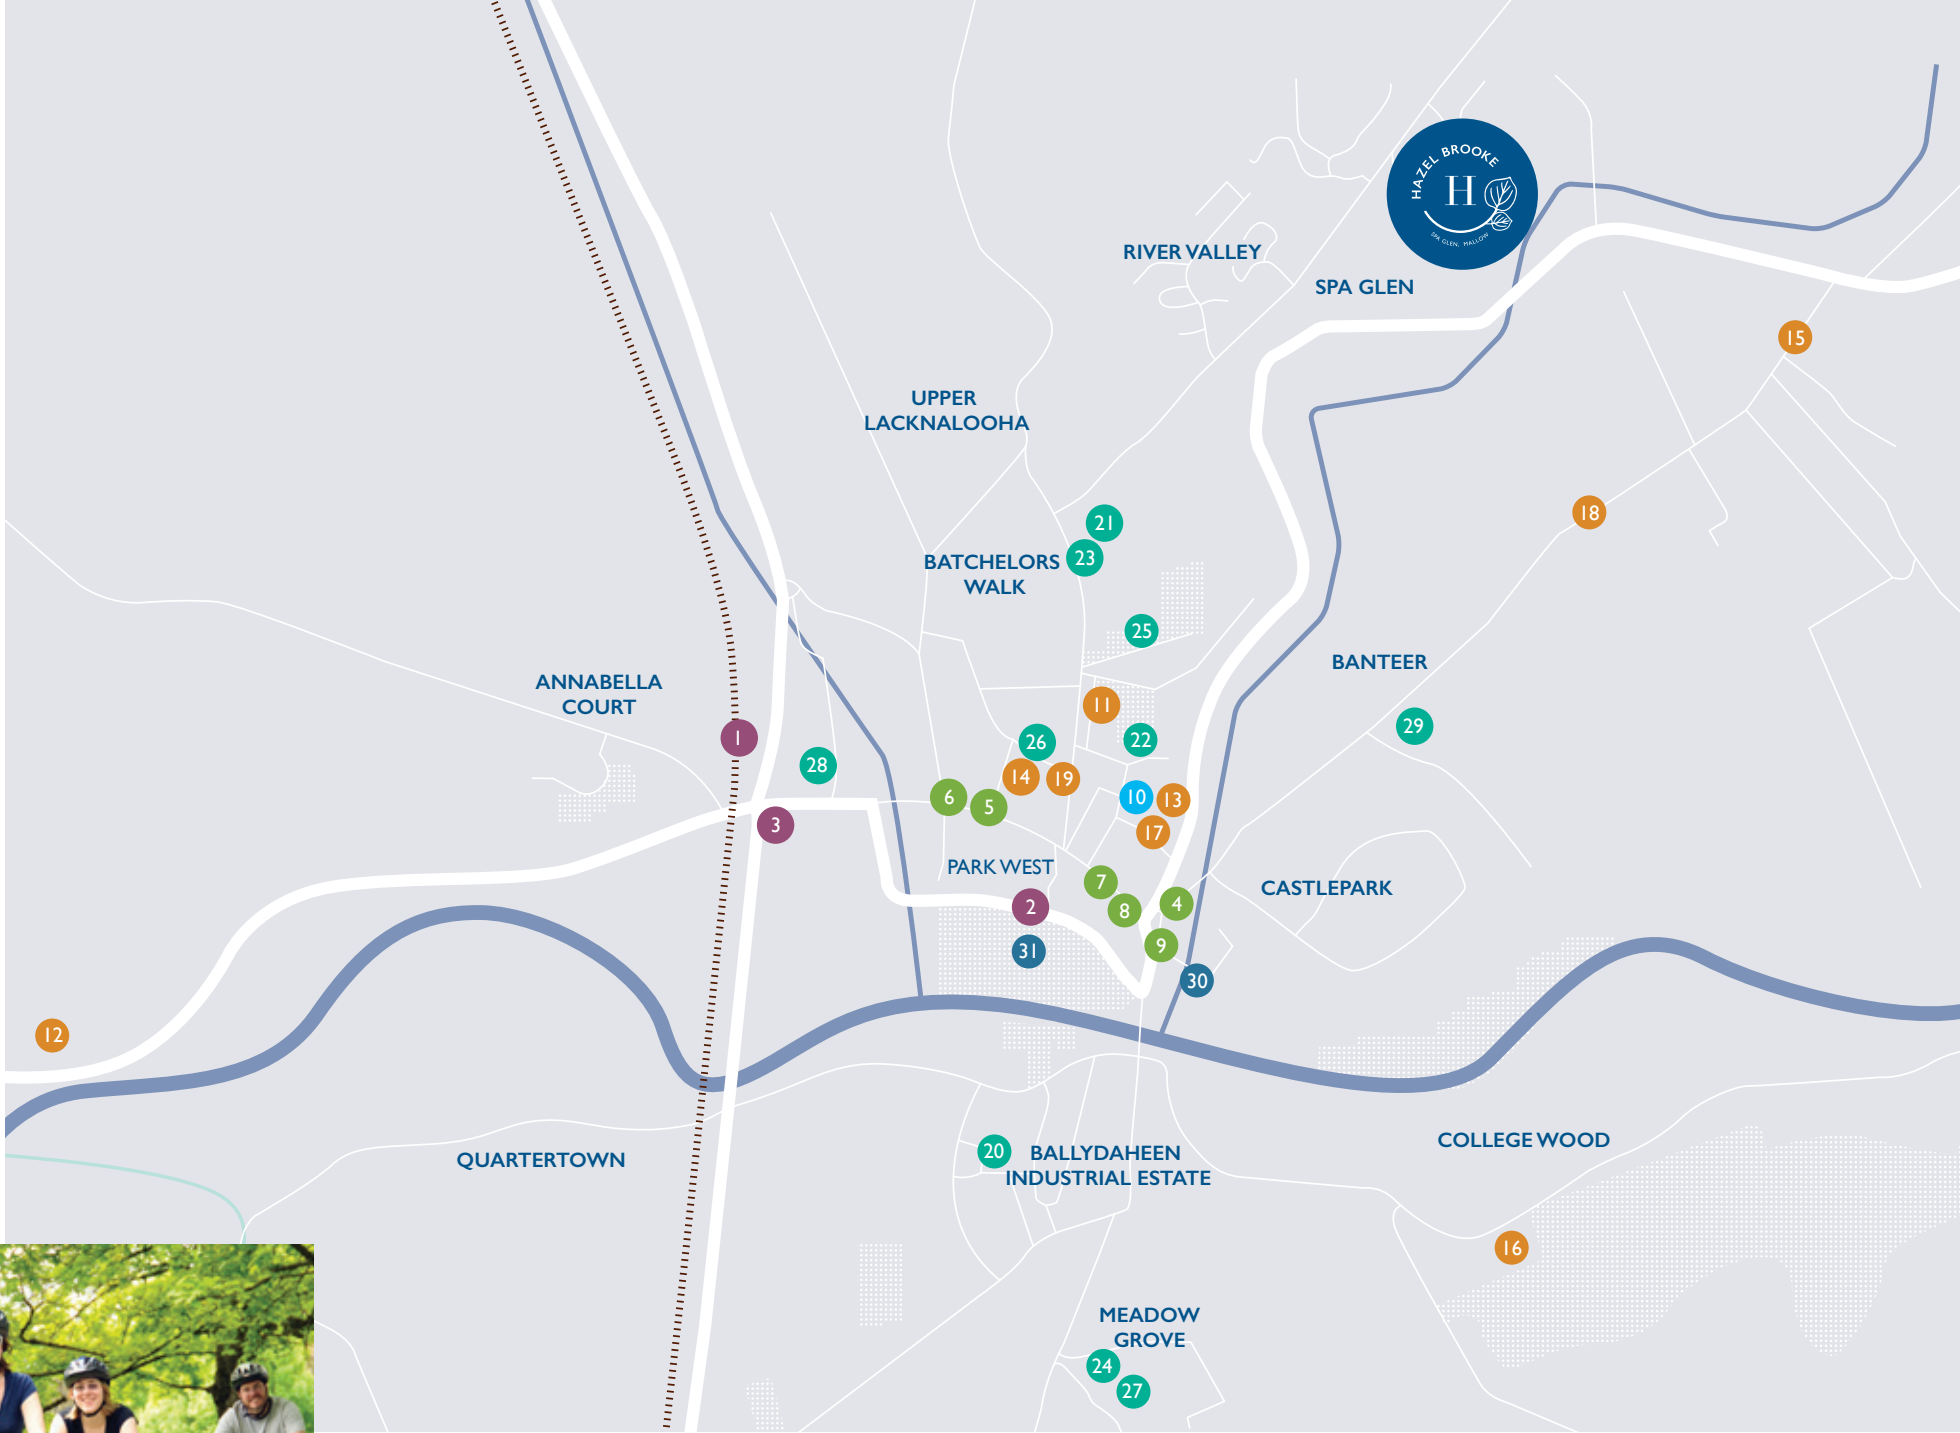 HAZEL BROOKE
H
SPA GLEN, MALLOW
RIVER VALLEY
SPA GLEN
15
UPPER
LACKNALOOHA
18
21
BATCHELORS
WALK
23
25
BANTEER
ANNABELLA
COURT
11
29
1
26
22
28
14
19
6
5
10
13
3
17
PARK WEST
7
CASTLEPARK
2
8
4
31
9
30
12
COLLEGE WOOD
QUARTERTOWN
20
BALLYDAHEEN
INDUSTRIAL ESTATE
16
MEADOW
GROVE
24
27